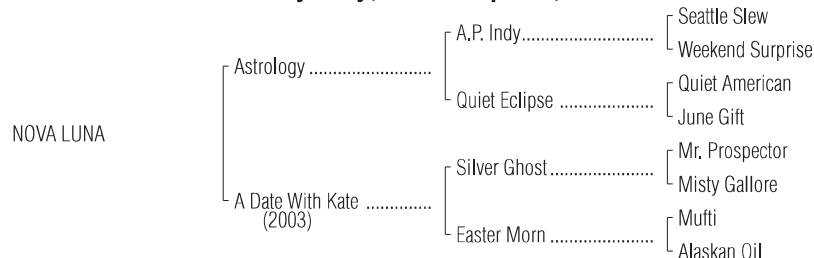 Seattle Slew
A.P. Indy
Weekend Surprise
Astrology
Quiet American
Quiet Eclipse
June Gift
NOVA LUNA
Mr. Prospector
Silver Ghost
Misty Gallore
A Date With Kate
(2003)
Mufti
Easter Morn
Alaskan Oil